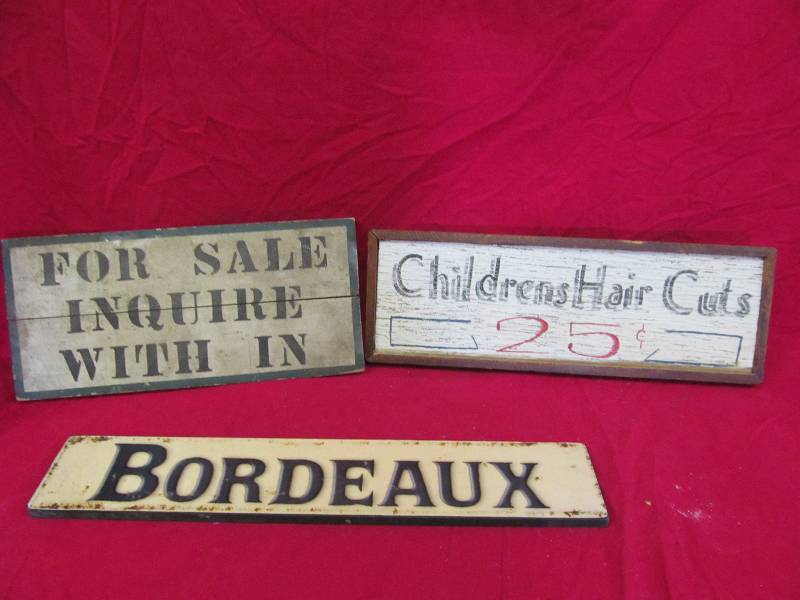 FOR SALE
INQUIRE
WITH IN
Childrens Hair Cuts
25¢
BORDEAUX